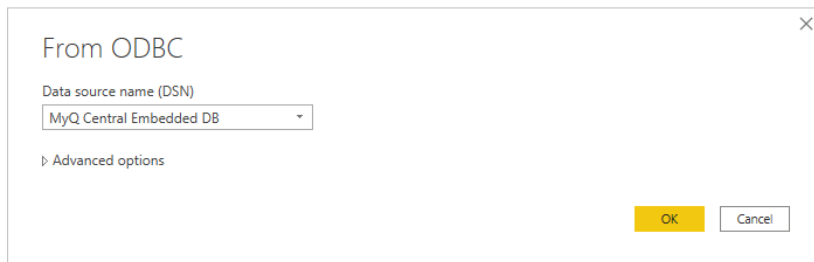 From ODBC
Data source name (DSN)
MyQ Central Embedded DB
Advanced options
OK
Cancel